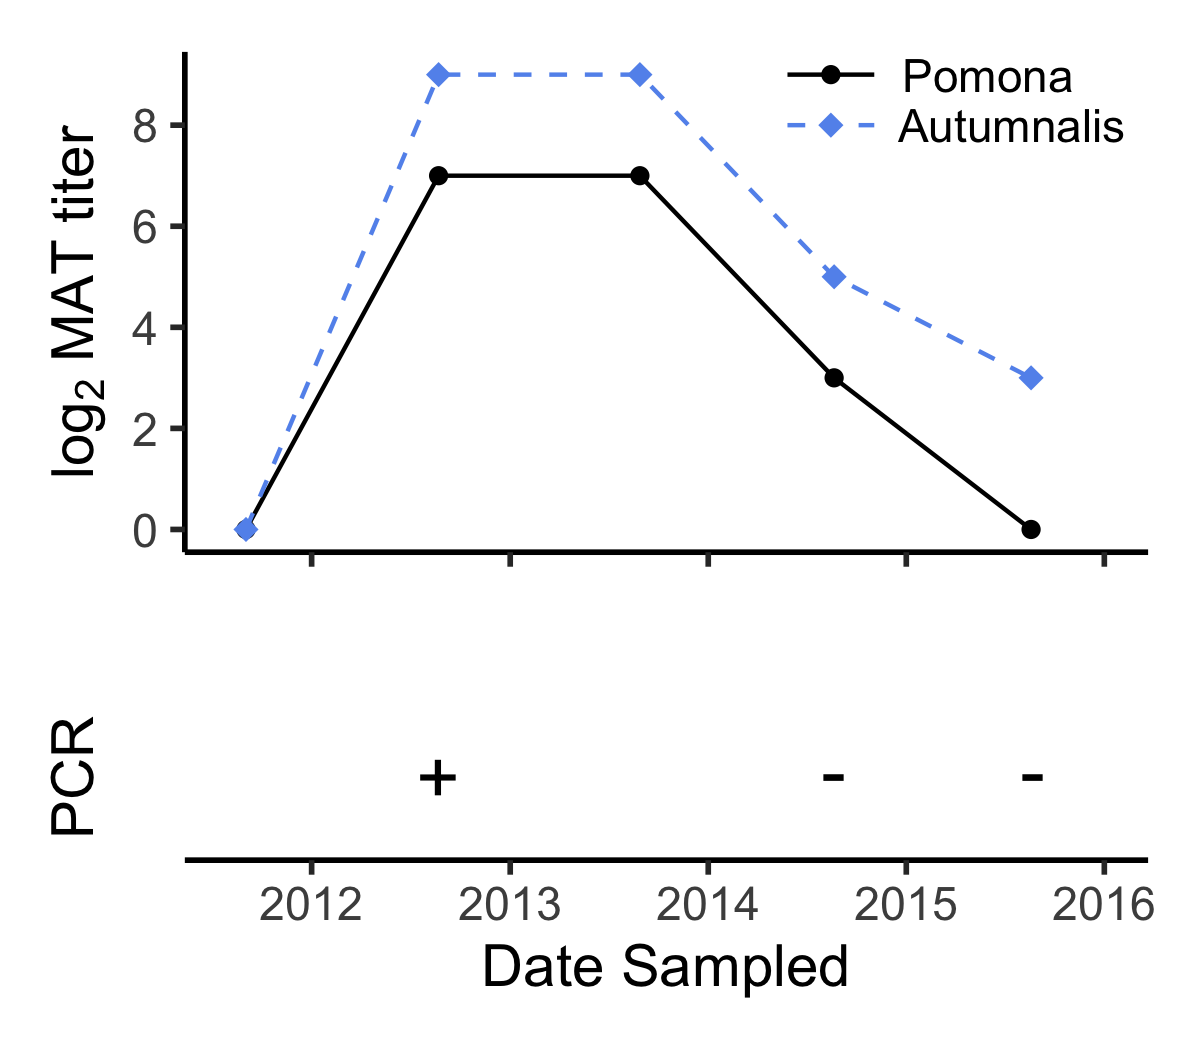 Pomona
Autumnalis
log₂ MAT titer
8
6
4
2
0
PCR
+ - -
2012 2013 2014 2015 2016
Date Sampled